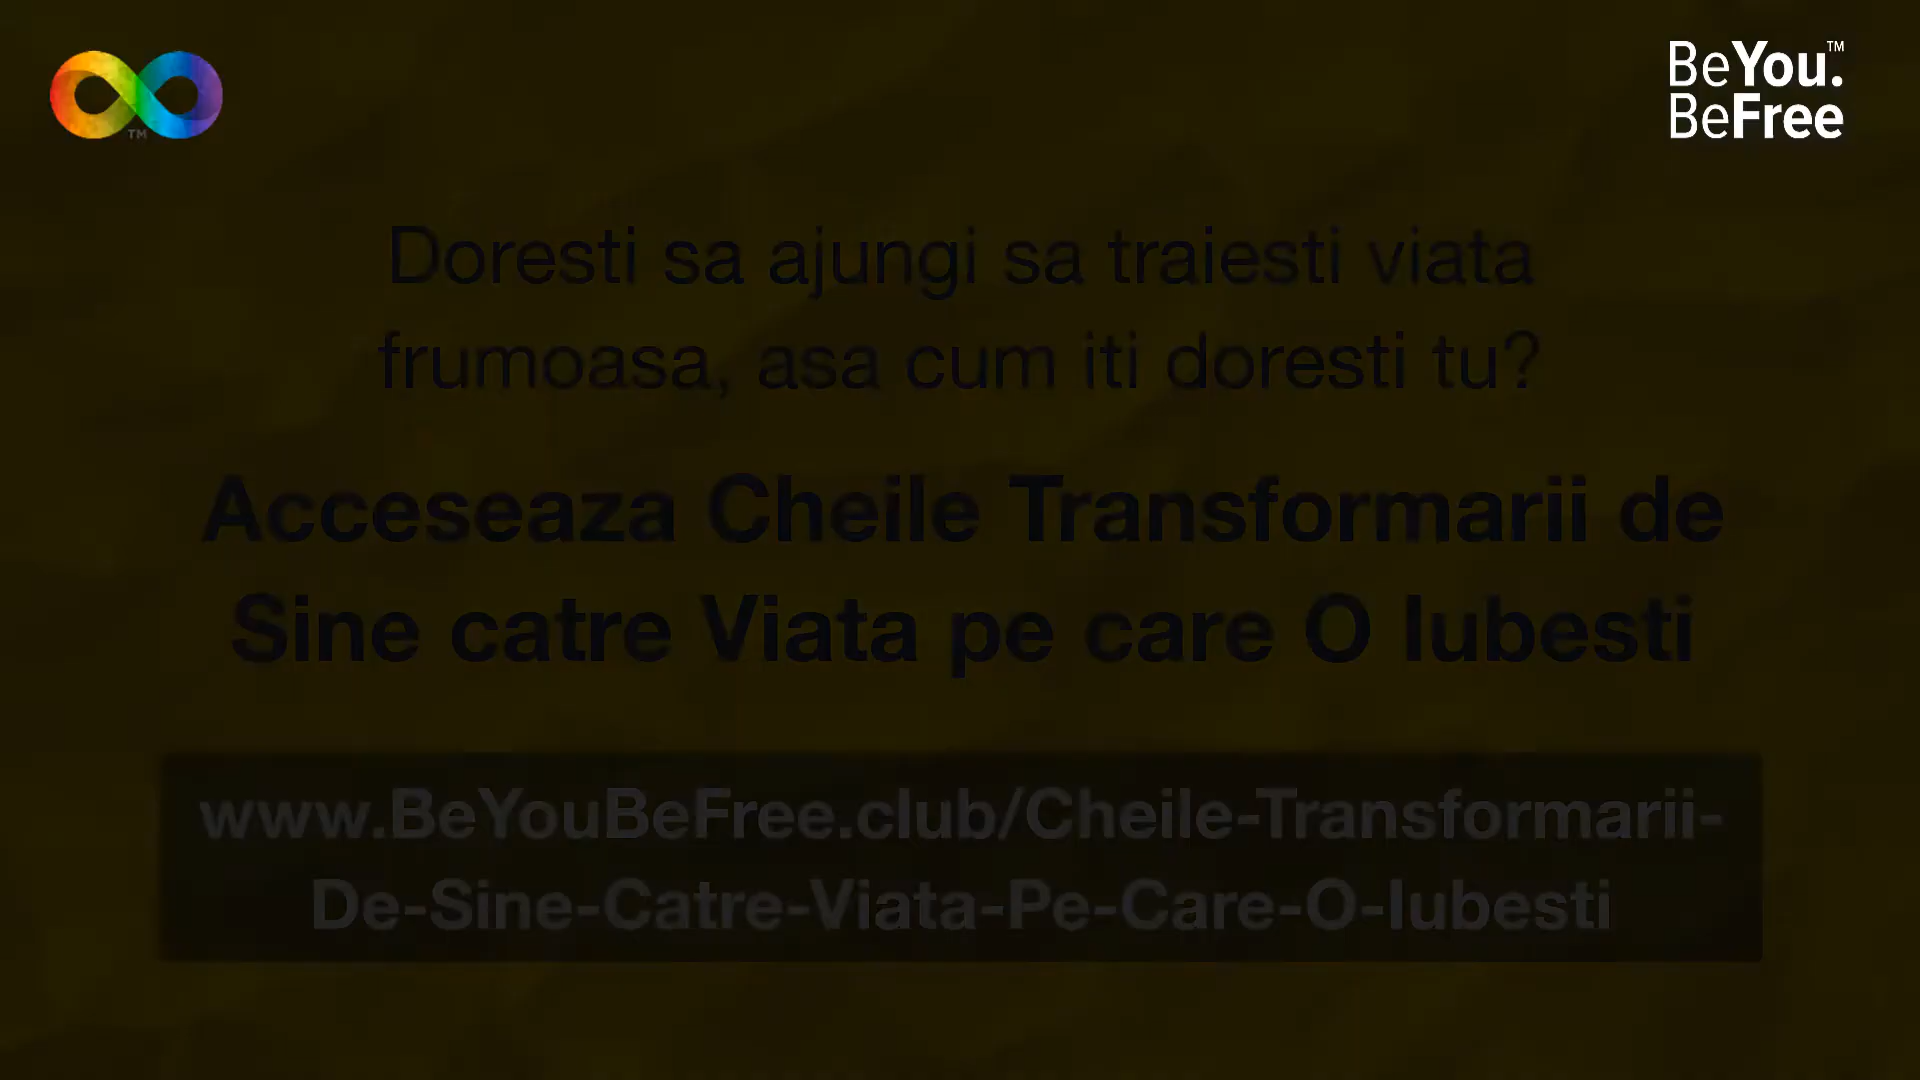 ™
BeYou.™
BeFree
Doresti sa ajungi sa traiesti viata
frumoasa, asa cum iti doresti tu?
Acceseaza Cheile Transformarii de
Sine catre Viata pe care O Iubesti
www.BeYouBeFree.club/Cheile-Transformarii-
De-Sine-Catre-Viata-Pe-Care-O-Iubesti